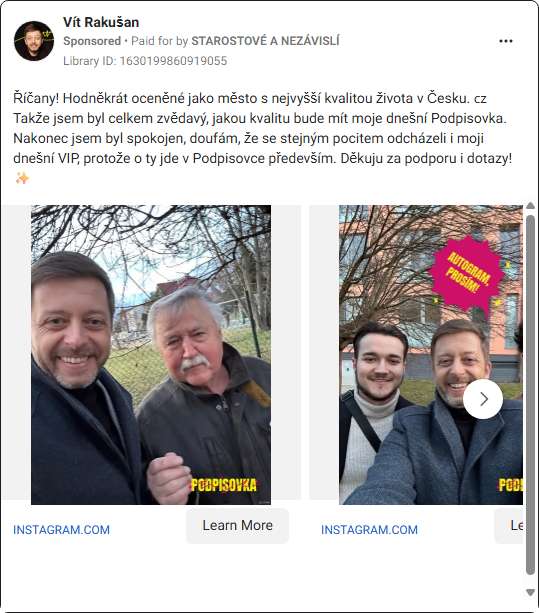 Vít Rakušan
Sponsored • Paid for by STAROSTOVÉ A NEZÁVISLÍ
Library ID: 1630199860919055
Říčany! Hodněkrát oceněné jako město s nejvyšší kvalitou života v Česku. cz
Takže jsem byl celkem zvědavý, jakou kvalitu bude mít moje dnešní Podpisovka.
Nakonec jsem byl spokojen, doufám, že se stejným pocitem odcházeli i moji
dnešní VIP, protože o ty jde v Podpisovce především. Děkuju za podporu i dotazy!
AUTOGRAM,
PROSÍM!
PODPISOVKA
POD
INSTAGRAM.COM
Learn More
INSTAGRAM.COM
Le